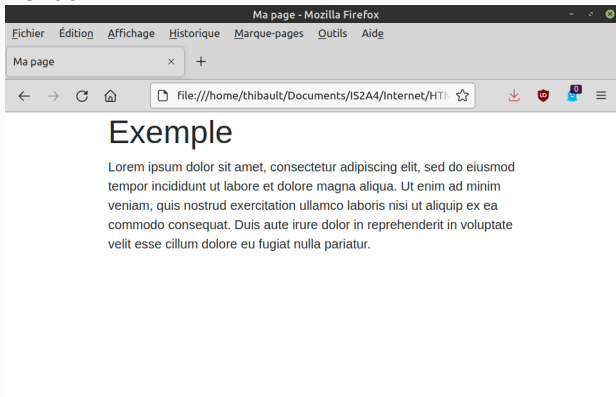 Ma page - Mozilla Firefox
Fichier Édition Affichage Historique Marque-pages Outils Aide
Ma page
file:///home/thibault/Documents/IS2A4/Internet/HT
0
Exemple
Lorem ipsum dolor sit amet, consectetur adipiscing elit, sed do eiusmod
tempor incididunt ut labore et dolore magna aliqua. Ut enim ad minim
veniam, quis nostrud exercitation ullamco laboris nisi ut aliquip ex ea
commodo consequat. Duis aute irure dolor in reprehenderit in voluptate
velit esse cillum dolore eu fugiat nulla pariatur.